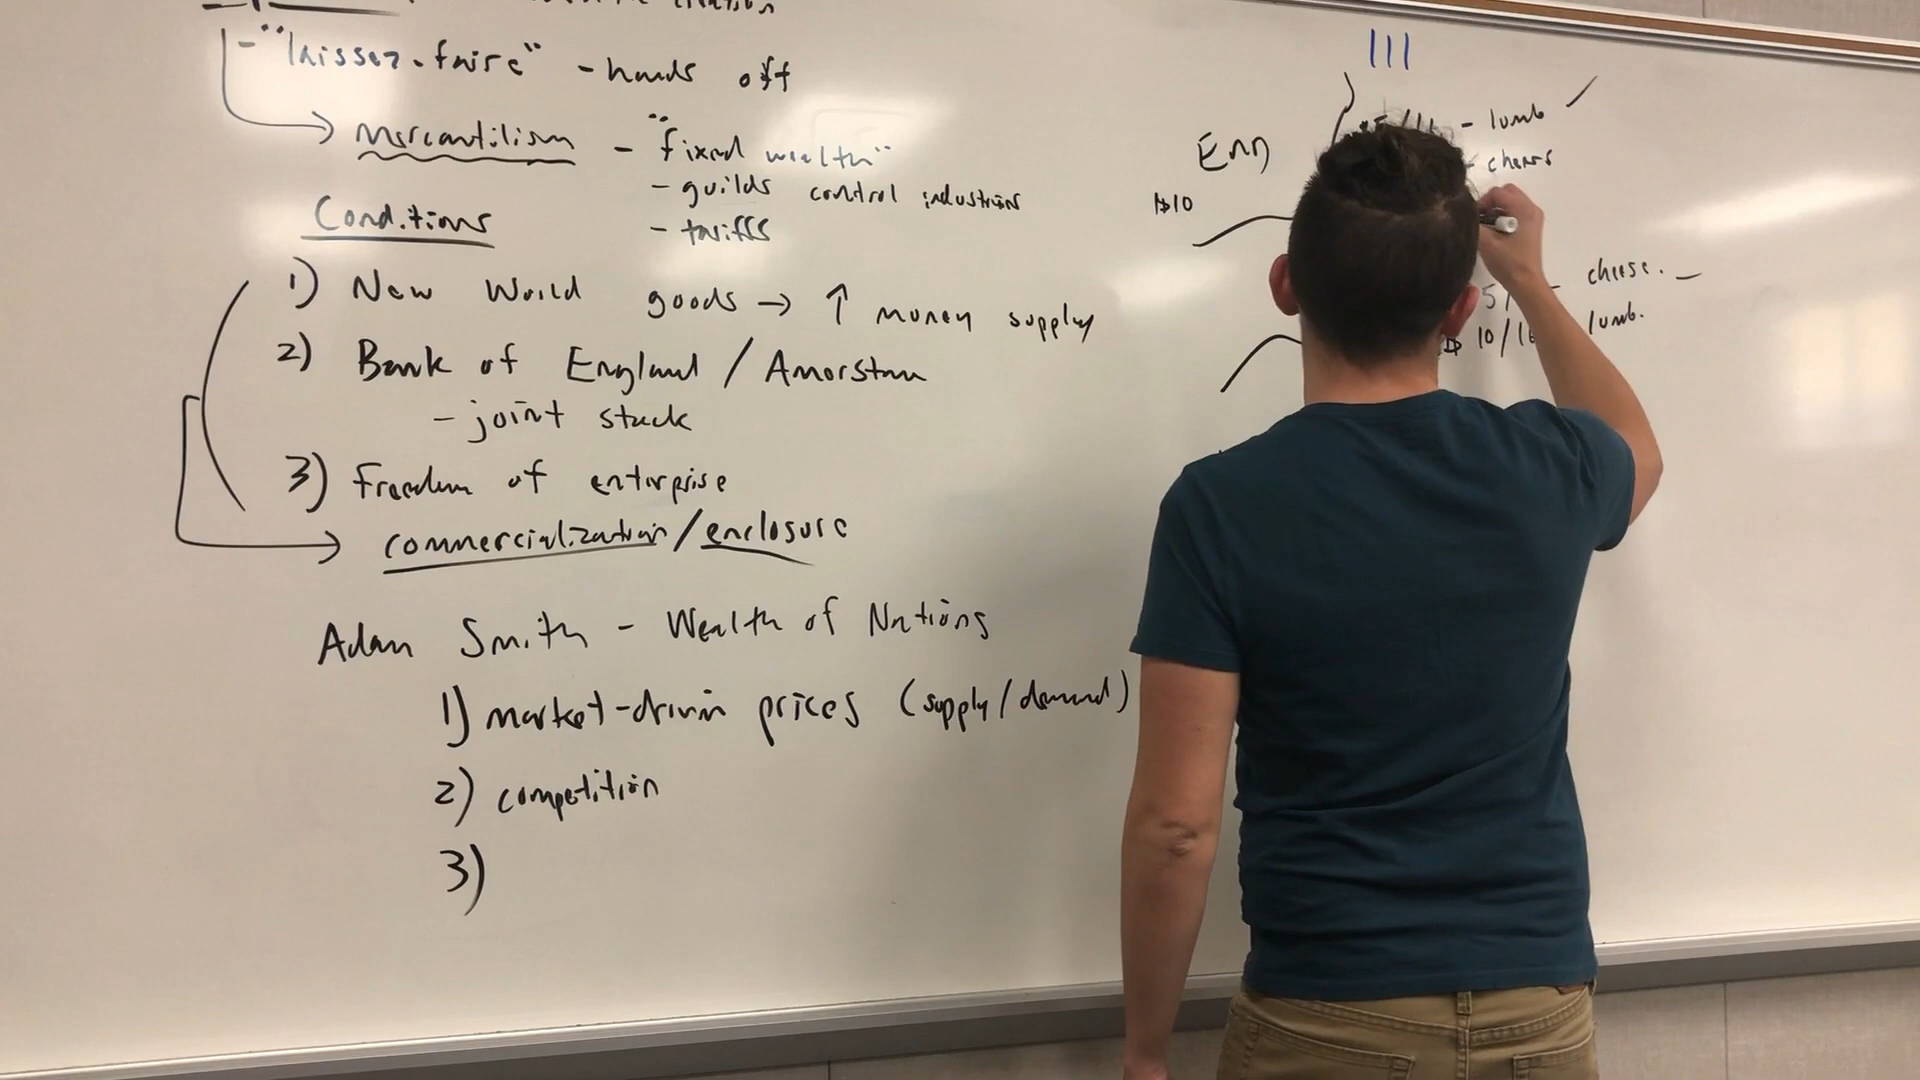 - "laissez-faire" - hands off
→ Mercantilism - "fixed wealth"
- guilds control industries
- tariffs
Conditions
1) New World goods → ↑ money supply
2) Bank of England / Amerstam
- joint stock
3) Freedom of enterprise
→ commercialization / enclosure
Adam Smith - Wealth of Nations
1) market-driven prices (supply/demand)
2) competition
3)
III
Eng
$10
- lumb ✓
cheese
cheese. -
$10/
lumb.